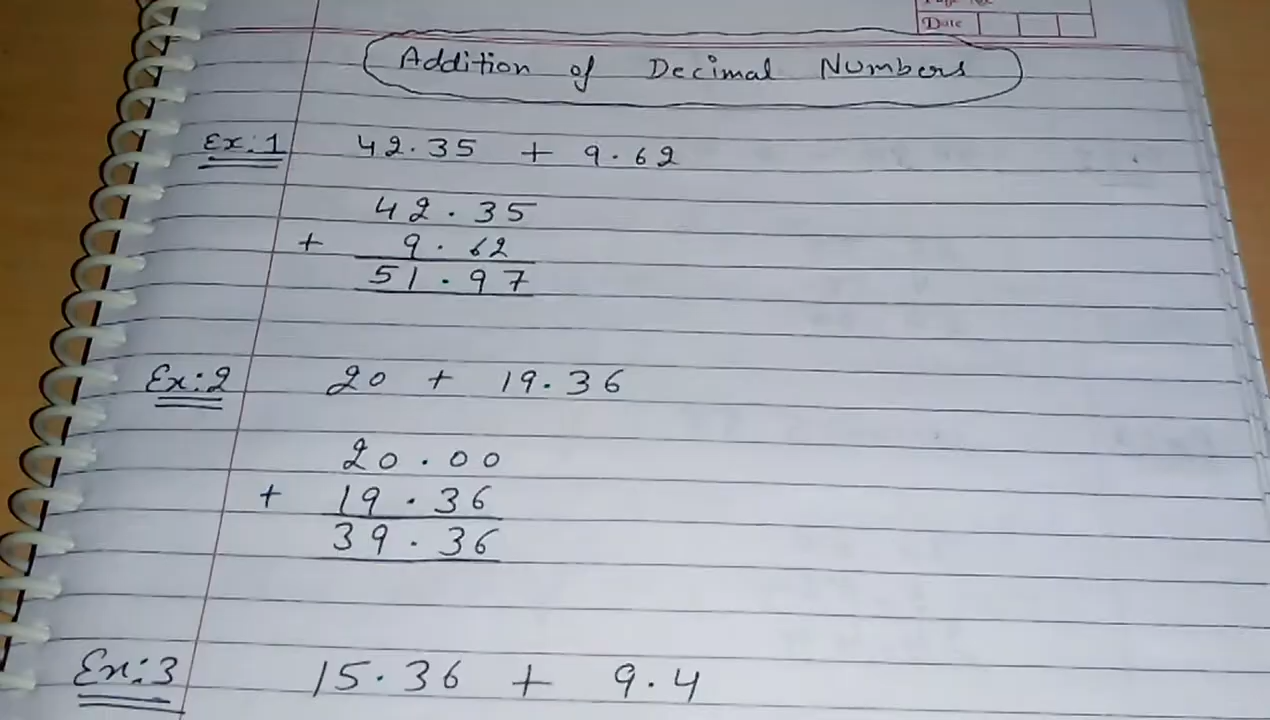 Date
Addition of Decimal Numbers
Ex:1 42.35 + 9.62
42.35
+ 9.62
51.97
Ex:2 20 + 19.36
20.00
+ 19.36
39.36
Ex:3 15.36 + 9.4